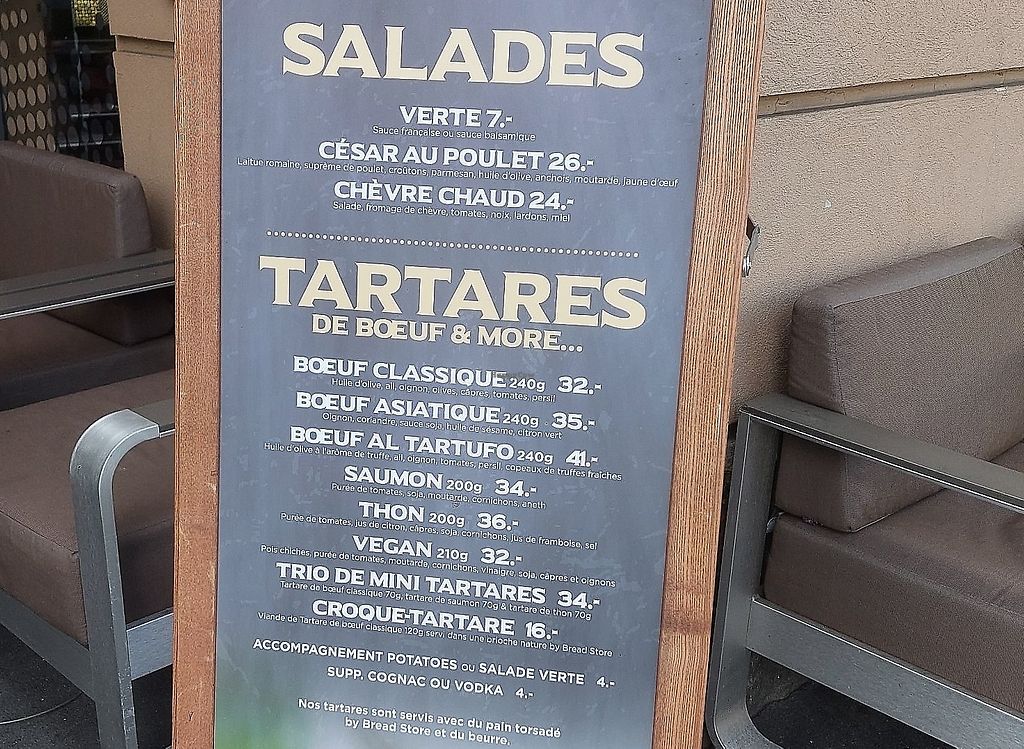 SALADES
VERTE 7.-
Sauce française ou sauce balsamique
CÉSAR AU POULET 26.-
Laitue romaine, suprême de poulet, croûtons, parmesan, huile d'olive, anchois, moutarde, jaune d'œuf
CHÈVRE CHAUD 24.-
Salade, fromage de chèvre, tomates, noix, lardons, miel
TARTARES
DE BŒUF & MORE...
BŒUF CLASSIQUE 240g 32.-
Huile d'olive, ail, oignon, olives, câpres, tomates, persil
BŒUF ASIATIQUE 240g 35.-
Oignon, coriandre, sauce soja, huile de sésame, citron vert
BŒUF AL TARTUFO 240g 41.-
Huile d'olive à l'arôme de truffe, ail, oignon, tomates, persil, copeaux de truffes fraîches
SAUMON 200g 34.-
Purée de tomates, soja, moutarde, cornichons, aneth
THON 200g 36.-
Purée de tomates, jus de citron, câpres, soja, cornichons, jus de framboise, sel
VEGAN 210g 32.-
Pois chiches, purée de tomates, moutarde, cornichons, vinaigre, soja, câpres et oignons
TRIO DE MINI TARTARES 34.-
Tartare de bœuf classique 70g, tartare de saumon 70g & tartare de thon 70g
CROQUE-TARTARE 16.-
Viande de Tartare de bœuf classique 120g servi dans une brioche nature by Bread Store
ACCOMPAGNEMENT POTATOES OU SALADE VERTE 4.-
SUPP. COGNAC OU VODKA 4.-
Nos tartares sont servis avec du pain torsadé
by Bread Store et du beurre.